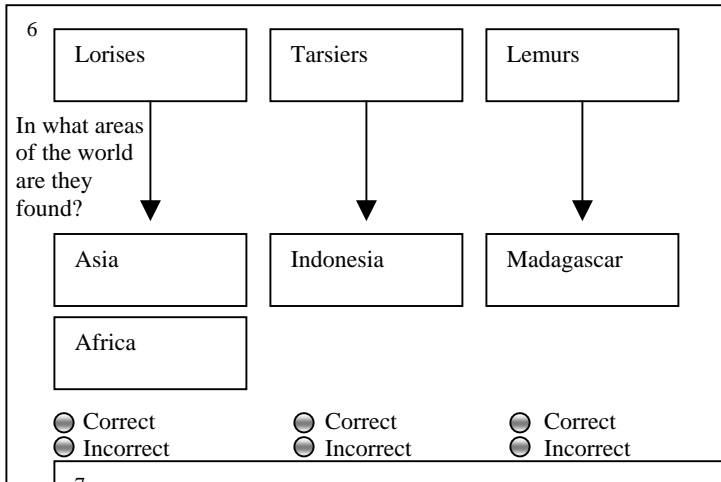 6
Lorises
Tarsiers
Lemurs
In what areas
of the world
are they
found?
Asia
Indonesia
Madagascar
Africa
Correct
Correct
Correct
Incorrect
Incorrect
Incorrect
7